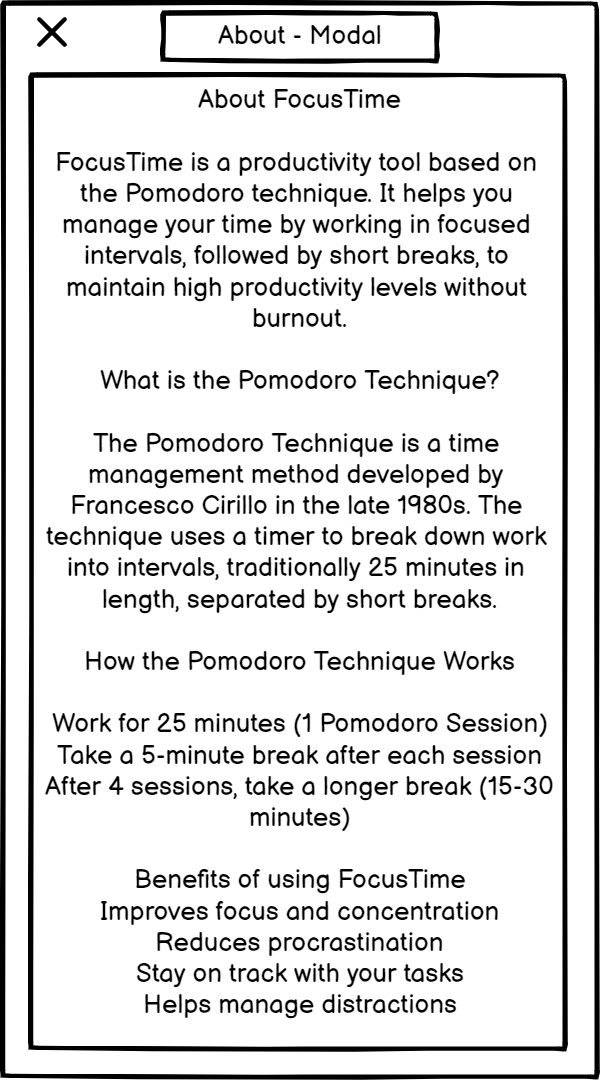 About - Modal
About FocusTime
FocusTime is a productivity tool based on
the Pomodoro technique. It helps you
manage your time by working in focused
intervals, followed by short breaks, to
maintain high productivity levels without
burnout.
What is the Pomodoro Technique?
The Pomodoro Technique is a time
management method developed by
Francesco Cirillo in the late 1980s. The
technique uses a timer to break down work
into intervals, traditionally 25 minutes in
length, separated by short breaks.
How the Pomodoro Technique Works
Work for 25 minutes (1 Pomodoro Session)
Take a 5-minute break after each session
After 4 sessions, take a longer break (15-30
minutes)
Benefits of using FocusTime
Improves focus and concentration
Reduces procrastination
Stay on track with your tasks
Helps manage distractions